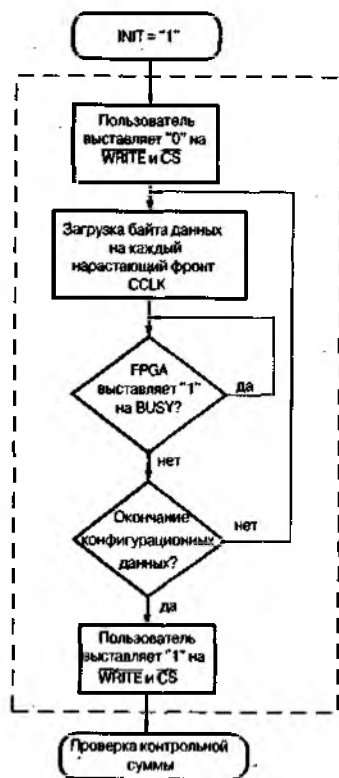 INIT = "1"
Пользователь
выставляет "0" на
WRITE и CS
Загрузка байта данных
на каждый
нарастающий фронт
CCLK
FPGA
выставляет "1"
на BUSY?
да
нет
Окончание
конфигурационных
данных?
нет
да
Пользователь
выставляет "1" на
WRITE и CS
Проверка контрольной
суммы